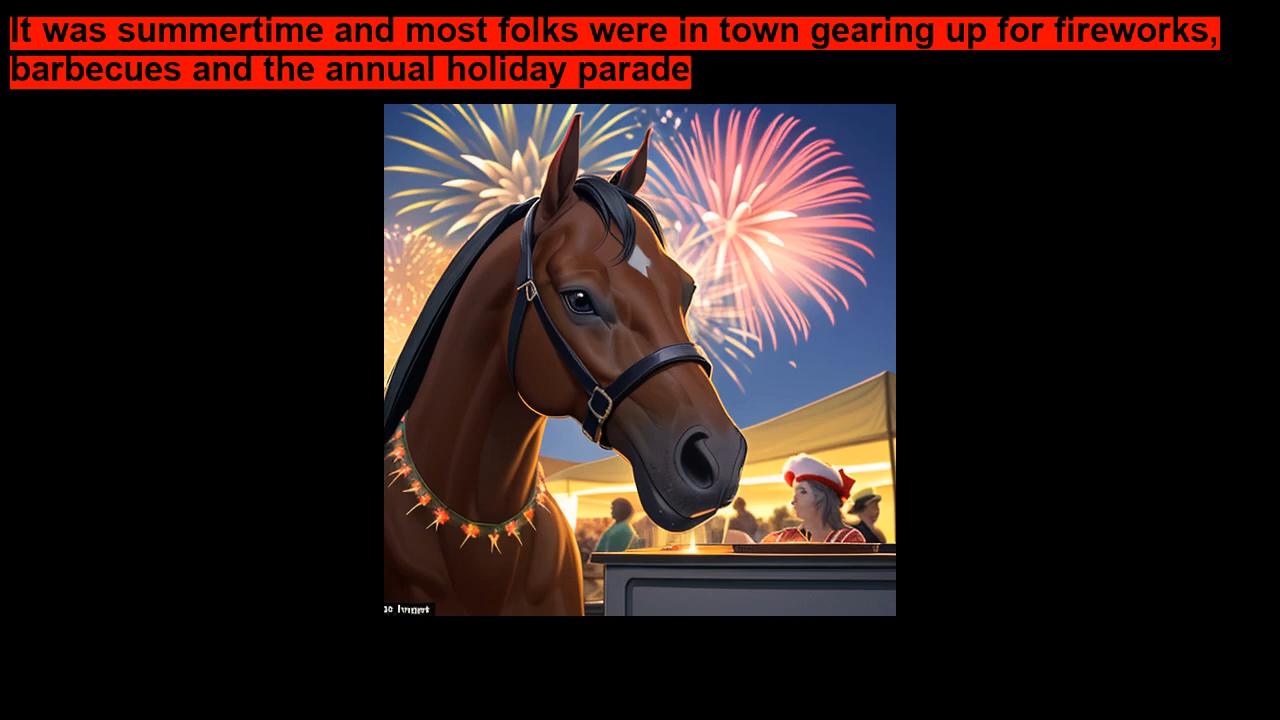 It was summertime and most folks were in town gearing up for fireworks,
barbecues and the annual holiday parade